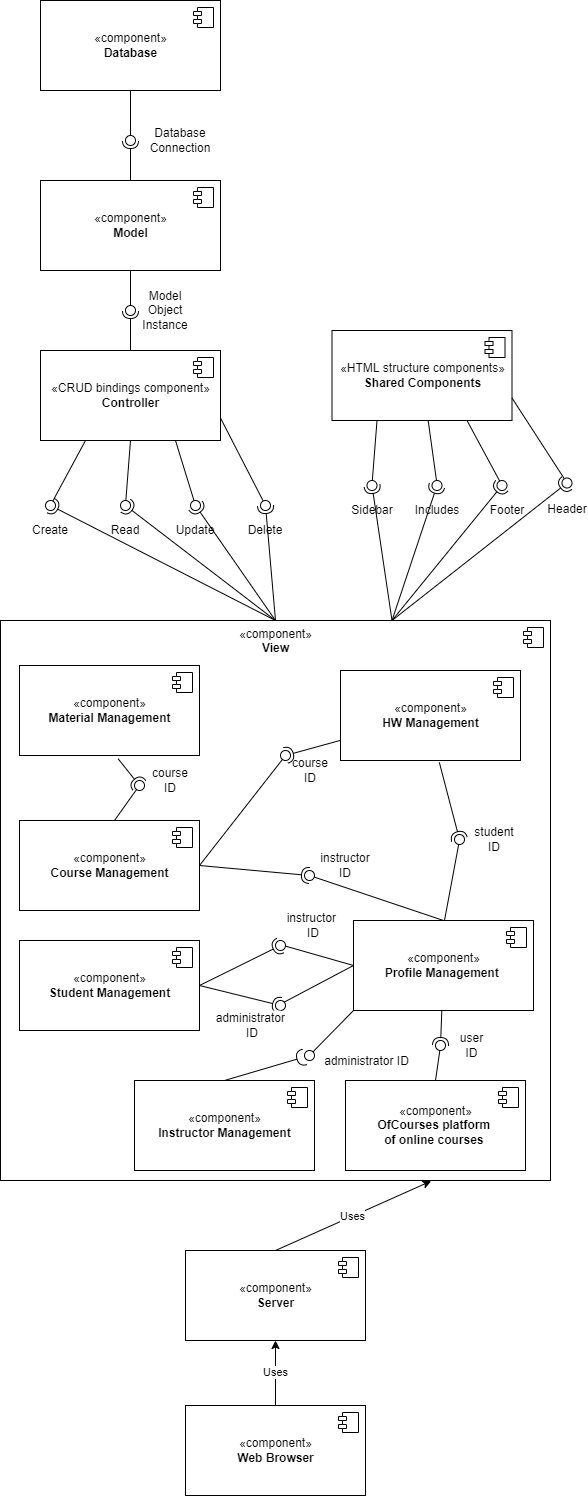 «component»
Database
Database
Connection
«component»
Model
Model
Object
Instance
«CRUD bindings component»
Controller
«HTML structure components»
Shared Components
Create
Read
Update
Delete
Sidebar
Includes
Footer
Header
«component»
View
«component»
Material Management
«component»
HW Management
course
ID
course
ID
«component»
Course Management
student
ID
instructor
ID
«component»
Student Management
instructor
ID
«component»
Profile Management
administrator
ID
user
ID
administrator ID
«component»
Instructor Management
«component»
OfCourses platform
of online courses
Uses
«component»
Server
Uses
«component»
Web Browser